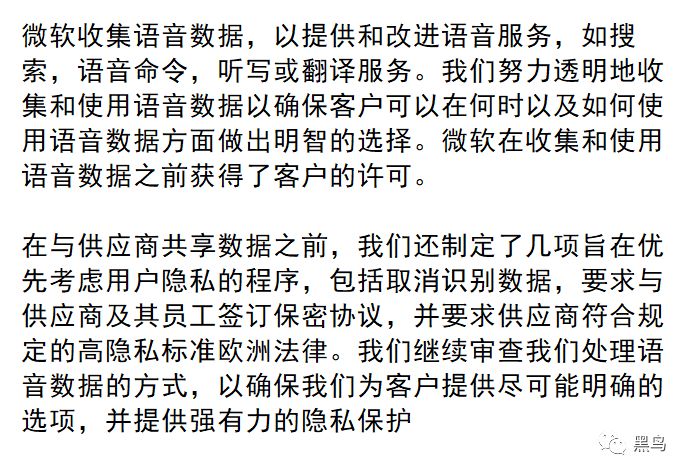 微软收集语音数据，以提供和改进语音服务，如搜
索，语音命令，听写或翻译服务。我们努力透明地收
集和使用语音数据以确保客户可以在何时以及如何使
用语音数据方面做出明智的选择。微软在收集和使用
语音数据之前获得了客户的许可。
在与供应商共享数据之前，我们还制定了几项旨在优
先考虑用户隐私的程序，包括取消识别数据，要求与
供应商及其员工签订保密协议，并要求供应商符合规
定的高隐私标准欧洲法律。我们继续审查我们处理语
音数据的方式，以确保我们为客户提供尽可能明确的
选项，并提供强有力的隐私保护
黑鸟